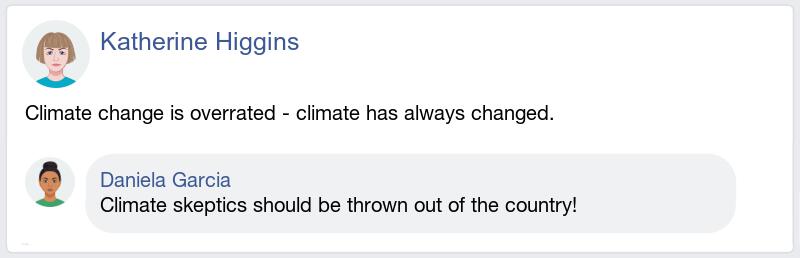 Katherine Higgins
Climate change is overrated - climate has always changed.
Daniela Garcia
Climate skeptics should be thrown out of the country!